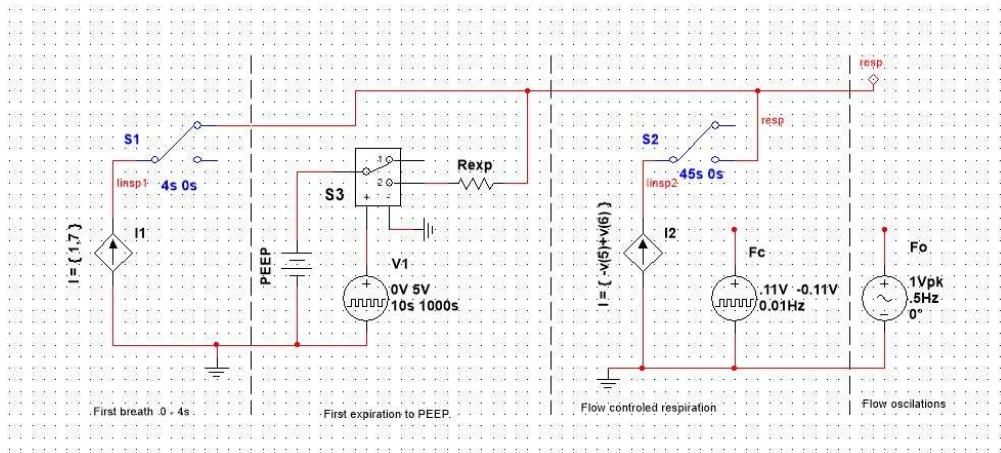 resp
S1
4s 0s
Iinsp1
I1
I = { 1,7 }
First breath 0 - 4s
PEEP
S3
1
2
+ -
Rexp
V1
0V 5V
10s 1000s
First expiration to PEEP.
resp
S2
45s 0s
Iinsp2
I2
I = { -v(5)+v(6) }
Fc
.11V -0.11V
0.01Hz
Flow controled respiration
Fo
1Vpk
.5Hz
0°
Flow oscilations